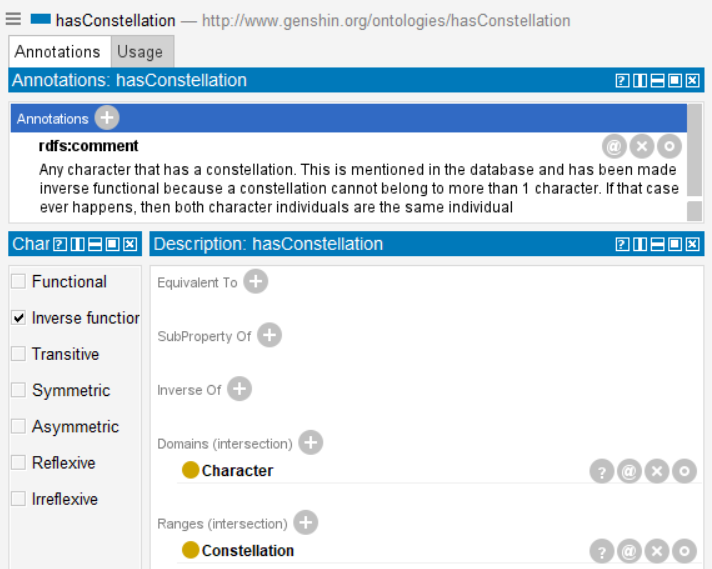 hasConstellation — http://www.genshin.org/ontologies/hasConstellation
Annotations Usage
Annotations: hasConstellation
Annotations
rdfs:comment
Any character that has a constellation. This is mentioned in the database and has been made
inverse functional because a constellation cannot belong to more than 1 character. If that case
ever happens, then both character individuals are the same individual
Char
Description: hasConstellation
Functional
Inverse function
Transitive
Symmetric
Asymmetric
Reflexive
Irreflexive
Equivalent To
SubProperty Of
Inverse Of
Domains (intersection)
Character
Ranges (intersection)
Constellation